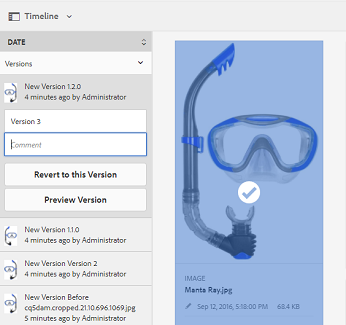 Timeline
DATE
Versions
New Version 1.2.0
4 minutes ago by Administrator
Version 3
Comment
Revert to this Version
Preview Version
New Version 1.1.0
4 minutes ago by Administrator
New Version Version 2
4 minutes ago by Administrator
New Version Before
cq5dam.cropped.21.10.696.1069.jpg
5 minutes ago by Administrator
IMAGE
Manta Ray.jpg
Sep 12, 2016, 5:18:00 PM 68.4 KB